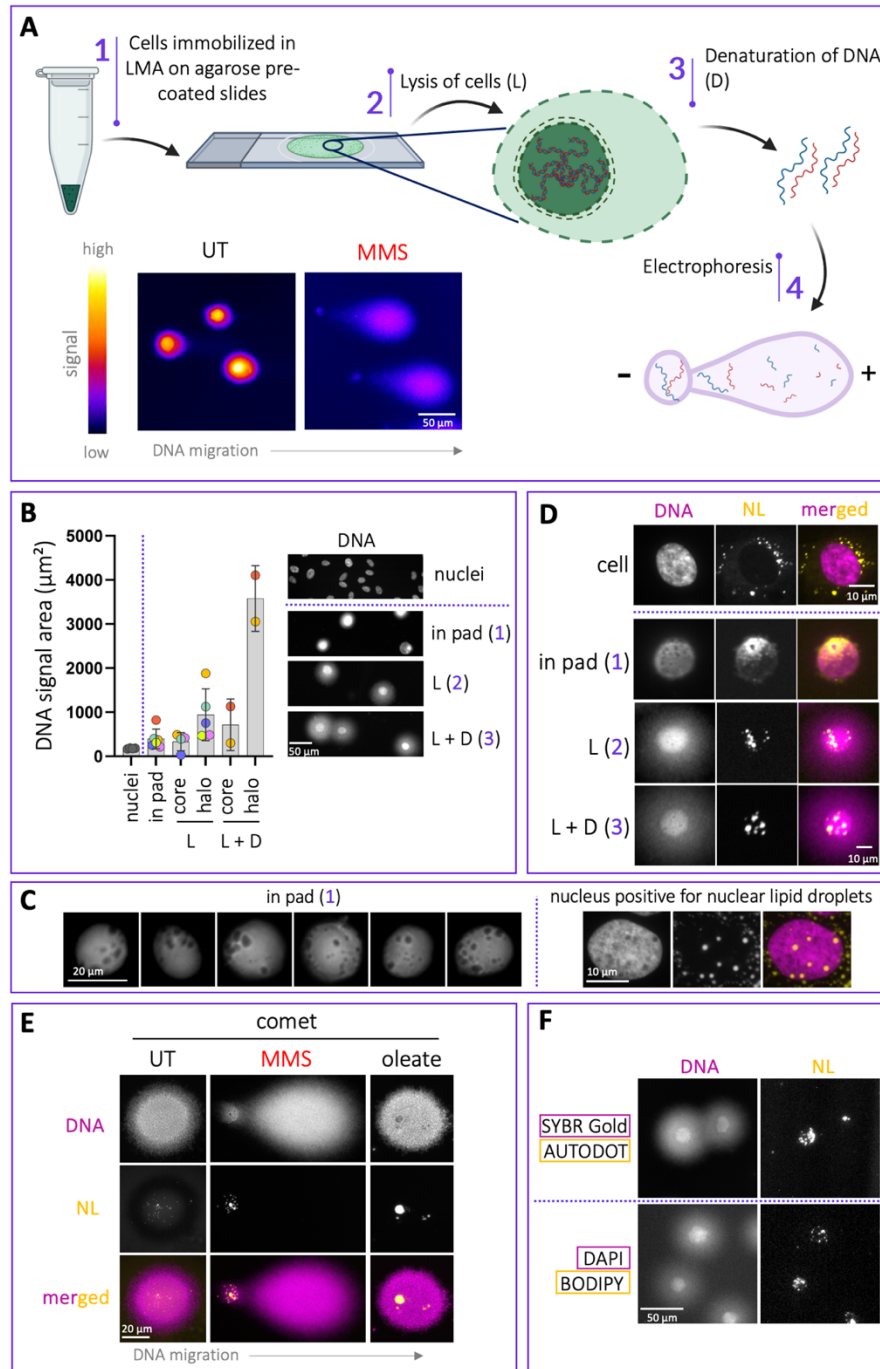 A
1
Cells immobilized in
LMA on agarose pre-
coated slides
2
Lysis of cells (L)
3
Denaturation of DNA
(D)
Electrophoresis
4
-
+
high
signal
low
UT
MMS
50 µm
DNA migration
B
DNA signal area (µm²)
5000
4000
3000
2000
1000
0
nuclei
in pad
core
halo
core
halo
L
L + D
DNA
nuclei
in pad (1)
L (2)
L + D (3)
50 µm
D
DNA
NL
merged
cell
10 µm
in pad (1)
L (2)
L + D (3)
10 µm
C
in pad (1)
20 µm
nucleus positive for nuclear lipid droplets
10 µm
E
comet
UT
MMS
oleate
DNA
NL
merged
20 µm
DNA migration
F
DNA
NL
SYBR Gold
AUTODOT
DAPI
BODIPY
50 µm